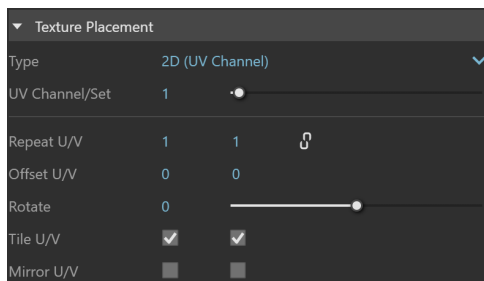 Texture Placement
Type 2D (UV Channel)
UV Channel/Set 1
Repeat U/V 1 1
Offset U/V 0 0
Rotate 0
Tile U/V
Mirror U/V